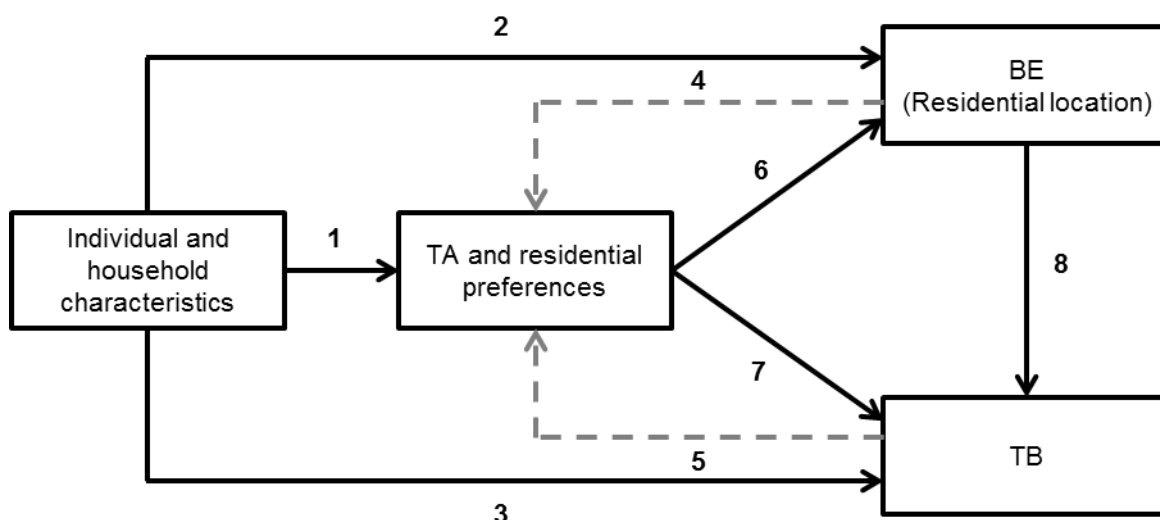 2
BE
(Residential location)
4
6
Individual and
household
characteristics
1
TA and residential
preferences
8
7
TB
5
3